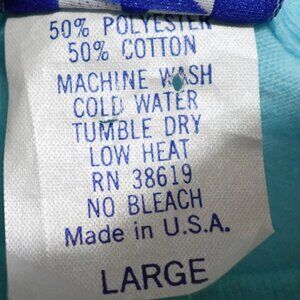 50% POLYESTER
50% COTTON
MACHINE WASH
COLD WATER
TUMBLE DRY
LOW HEAT
RN 38619
NO BLEACH
Made in U.S.A.
LARGE